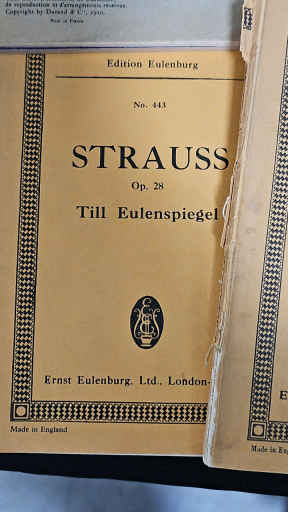 de reproduction et d'arrangements réservés.
Copyright by Durand & Cie, 1910.
Made in France
Edition Eulenburg
No. 443
STRAUSS
Op. 28
Till Eulenspiegel
Ernst Eulenburg, Ltd., London-
Made in England
E
Made in Eng